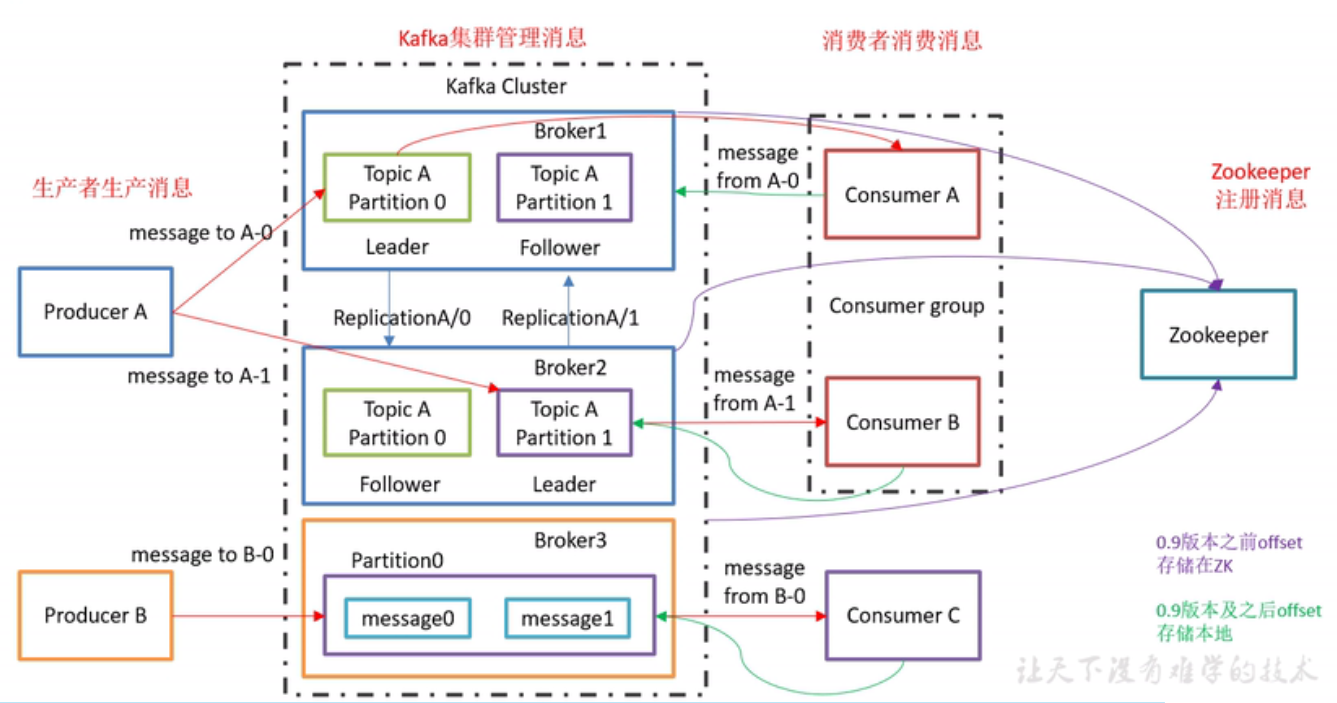 Kafka集群管理消息
消费者消费消息
Kafka Cluster
Broker1
Topic A
Partition 0
Topic A
Partition 1
Leader
Follower
message
from A-0
Consumer A
生产者生产消息
Zookeeper
注册消息
message to A-0
Producer A
ReplicationA/0
ReplicationA/1
Consumer group
Zookeeper
message to A-1
Broker2
Topic A
Partition 0
Topic A
Partition 1
Follower
Leader
message
from A-1
Consumer B
message to B-0
Broker3
Partition0
message0
message1
Producer B
message
from B-0
Consumer C
0.9版本之前offset
存储在ZK
0.9版本及之后offset
存储本地
让天下没有难学的技术